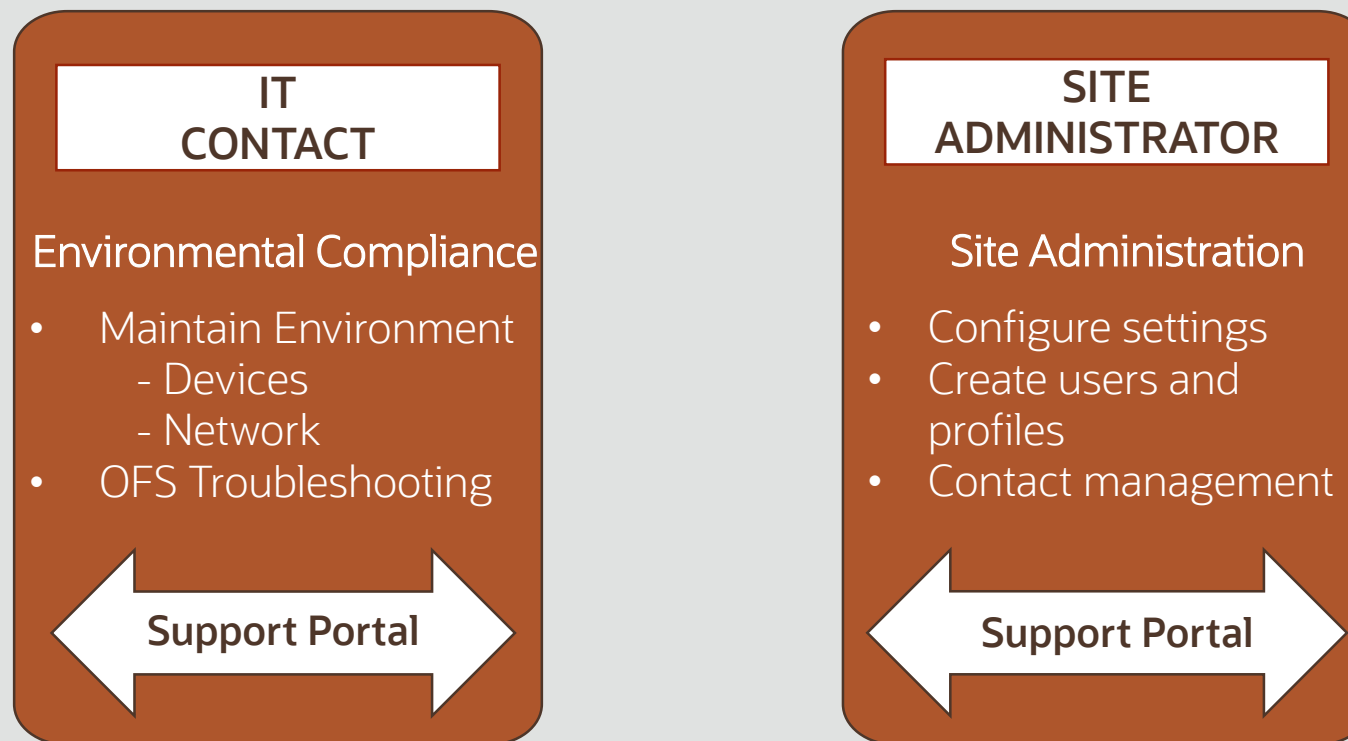 IT
CONTACT
Environmental Compliance
• Maintain Environment
- Devices
- Network
• OFS Troubleshooting
Support Portal
SITE
ADMINISTRATOR
Site Administration
• Configure settings
• Create users and
profiles
• Contact management
Support Portal